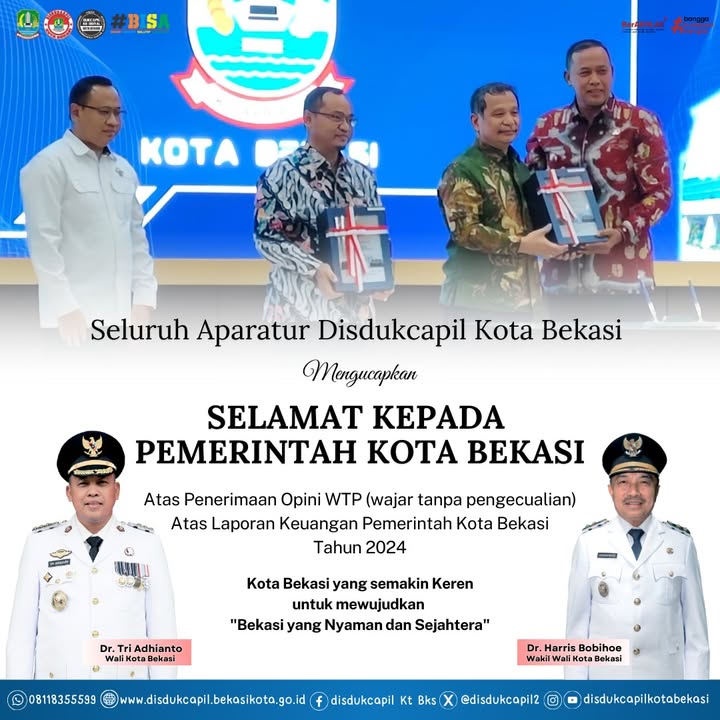 #BISA
BerAKHLAK
bangga
KOTA BEKASI
Seluruh Aparatur Disdukcapil Kota Bekasi
Mengucapkan
SELAMAT KEPADA
PEMERINTAH KOTA BEKASI
Atas Penerimaan Opini WTP (wajar tanpa pengecualian)
Atas Laporan Keuangan Pemerintah Kota Bekasi
Tahun 2024
Kota Bekasi yang semakin Keren
untuk mewujudkan
"Bekasi yang Nyaman dan Sejahtera"
Dr. Tri Adhianto
Wali Kota Bekasi
Dr. Harris Bobihoe
Wakil Wali Kota Bekasi
08118355599 www.disdukcapil.bekasikota.go.id disdukcapil Kt Bks @disdukcapil2 disdukcapilkotabekasi